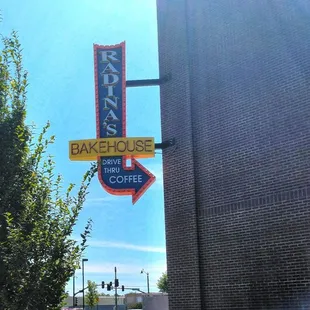 RADINA'S
BAKEHOUSE
DRIVE
THRU
COFFEE